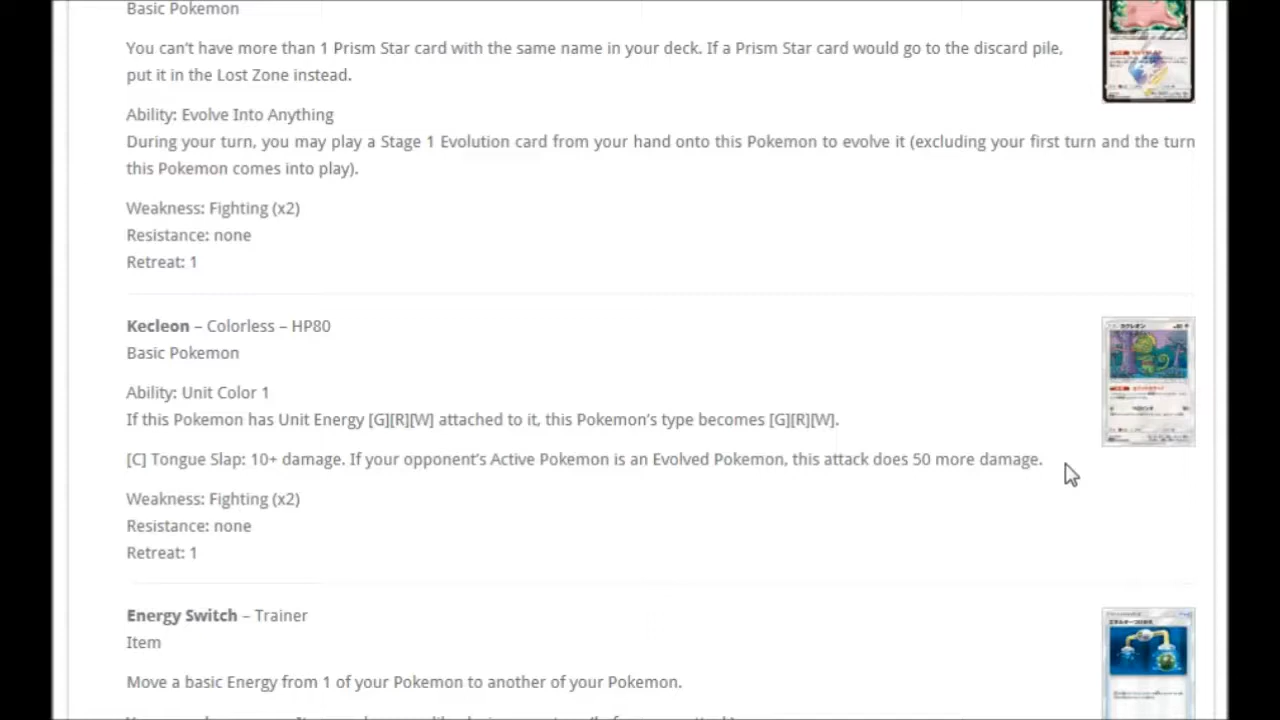 Basic Pokemon
You can't have more than 1 Prism Star card with the same name in your deck. If a Prism Star card would go to the discard pile,
put it in the Lost Zone instead.
Ability: Evolve Into Anything
During your turn, you may play a Stage 1 Evolution card from your hand onto this Pokemon to evolve it (excluding your first turn and the turn
this Pokemon comes into play).
Weakness: Fighting (x2)
Resistance: none
Retreat: 1
Kecleon – Colorless – HP80
Basic Pokemon
Ability: Unit Color 1
If this Pokemon has Unit Energy [G][R][W] attached to it, this Pokemon's type becomes [G][R][W].
[C] Tongue Slap: 10+ damage. If your opponent's Active Pokemon is an Evolved Pokemon, this attack does 50 more damage.
Weakness: Fighting (x2)
Resistance: none
Retreat: 1
Energy Switch – Trainer
Item
Move a basic Energy from 1 of your Pokemon to another of your Pokemon.